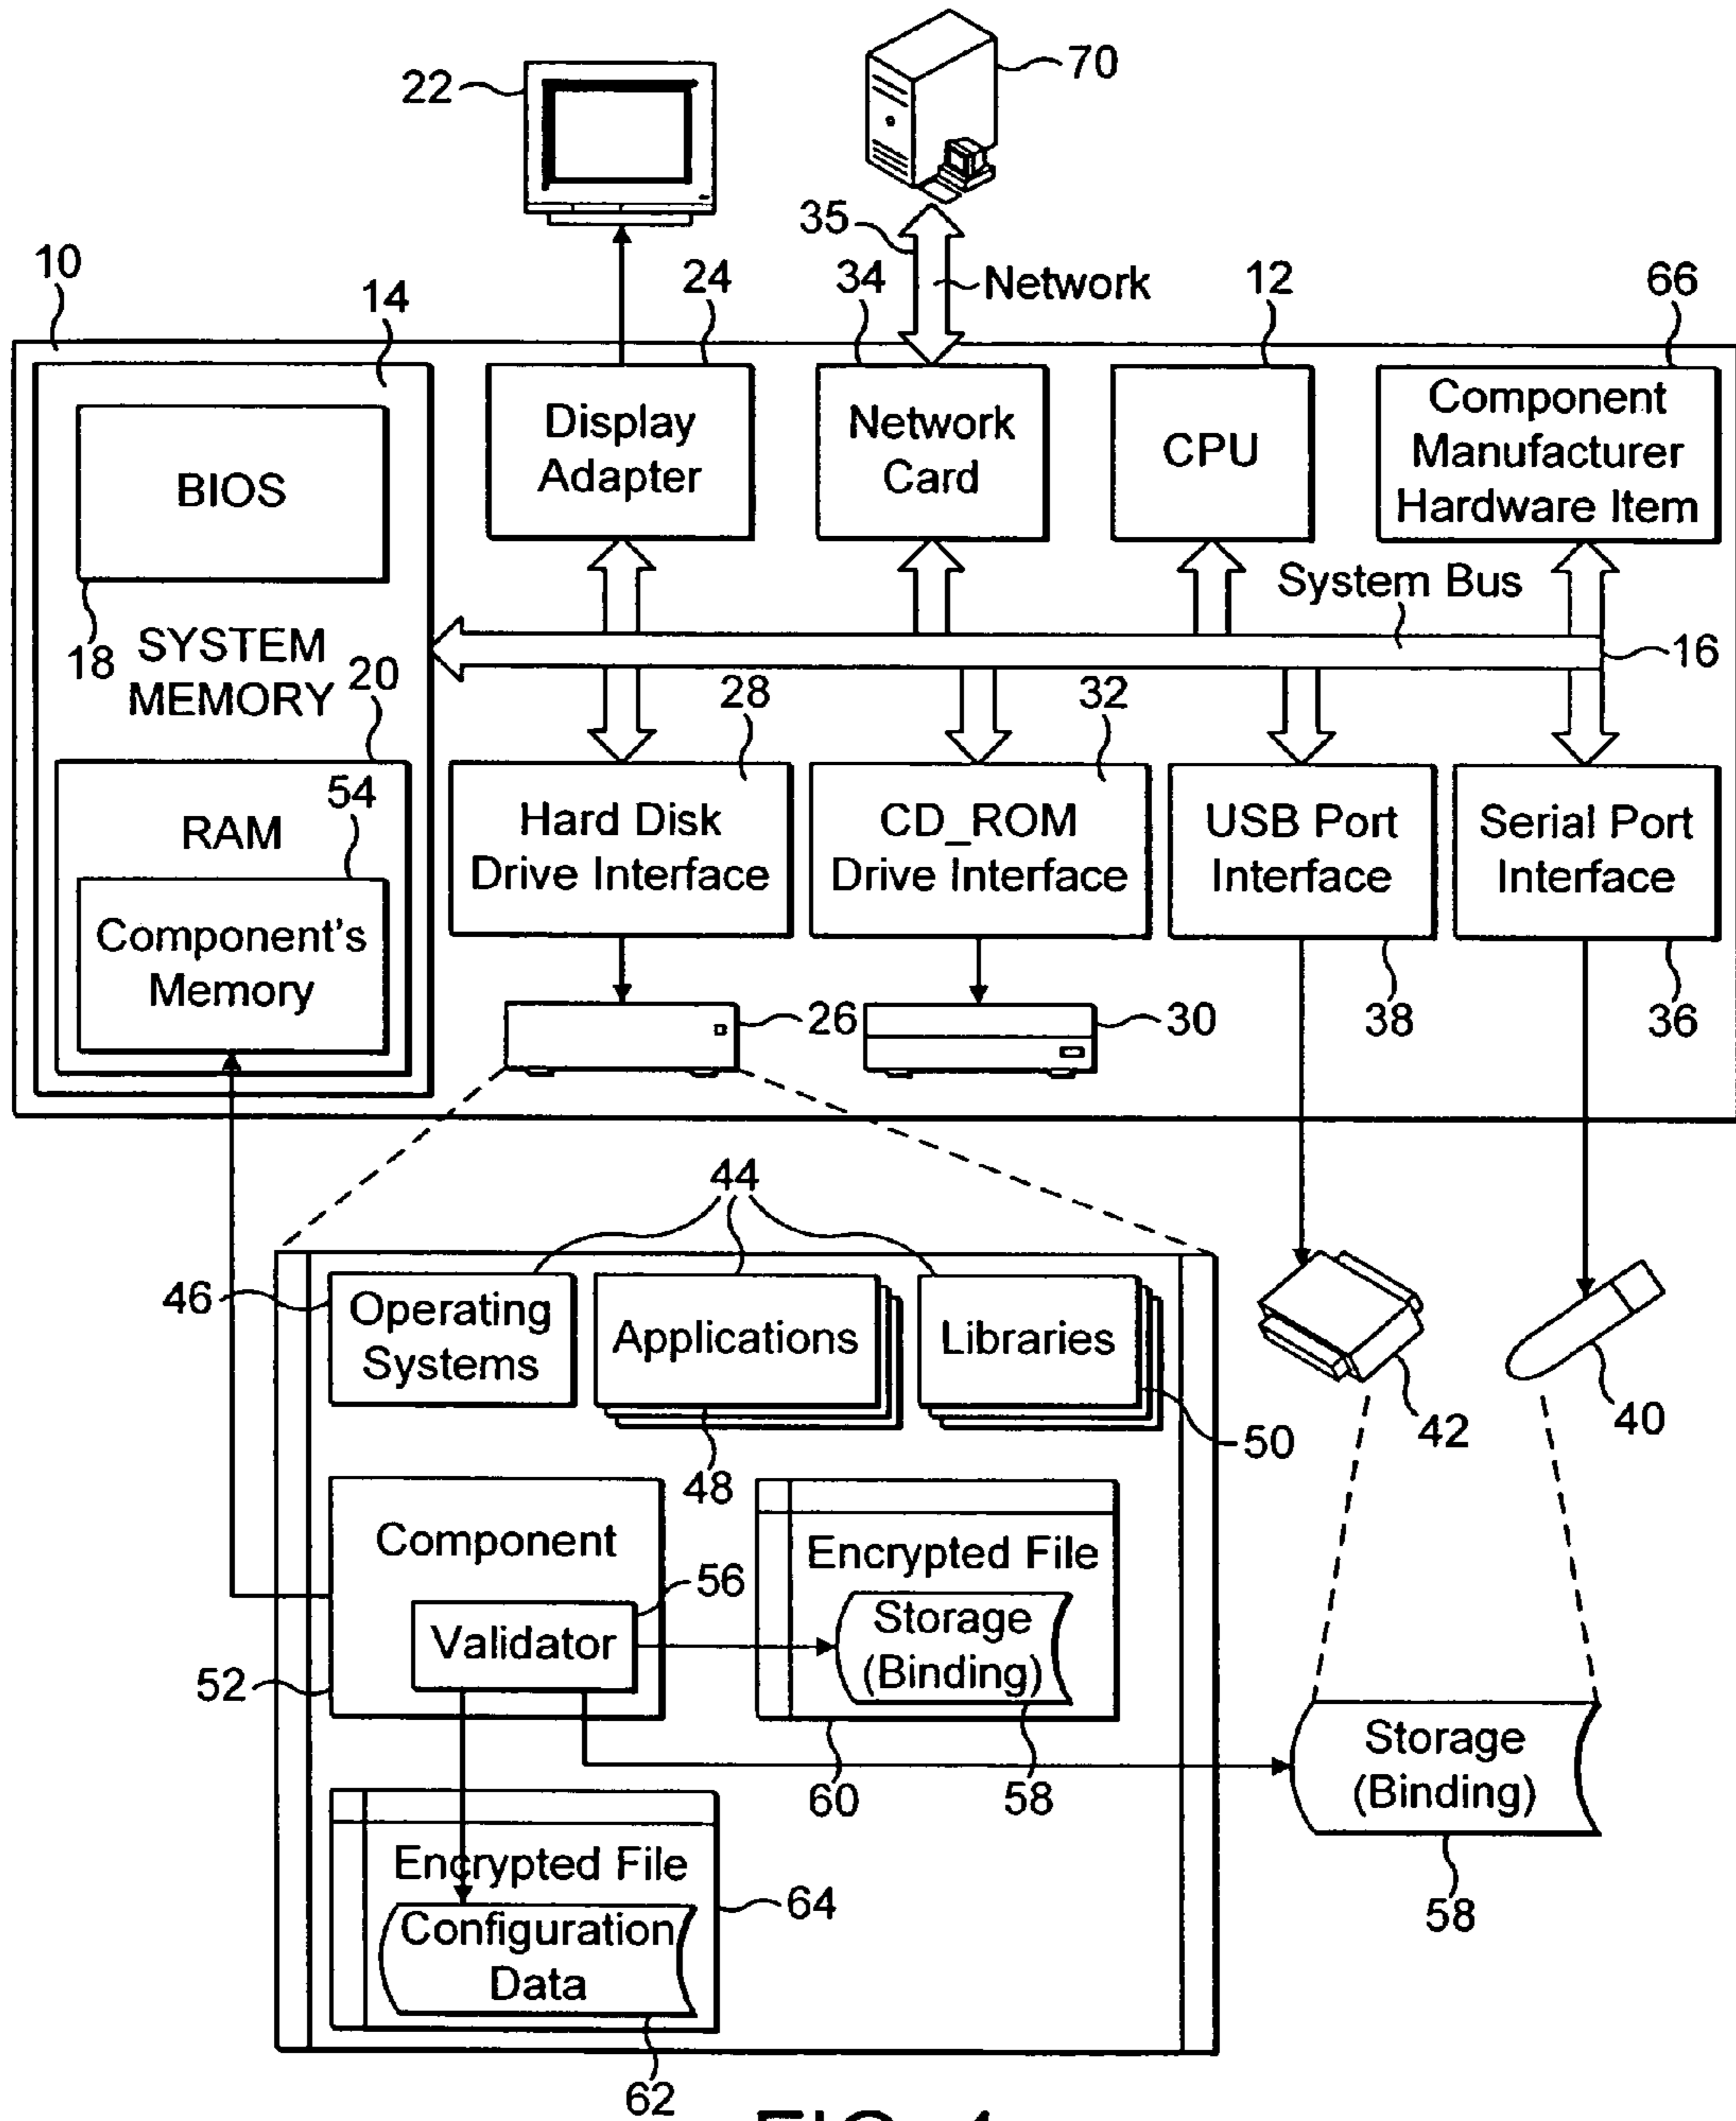 22
70
35
Network
10
14
24
34
12
66
BIOS
Display
Adapter
Network
Card
CPU
Component
Manufacturer
Hardware Item
System Bus
18
SYSTEM
MEMORY
20
28
32
16
54
RAM
Component's
Memory
Hard Disk
Drive Interface
CD_ROM
Drive Interface
USB Port
Interface
Serial Port
Interface
26
30
38
36
44
46
Operating
Systems
Applications
Libraries
48
50
42
40
Component
56
Validator
52
Encrypted File
Storage
(Binding)
60
58
Storage
(Binding)
58
Encrypted File
64
Configuration
Data
62